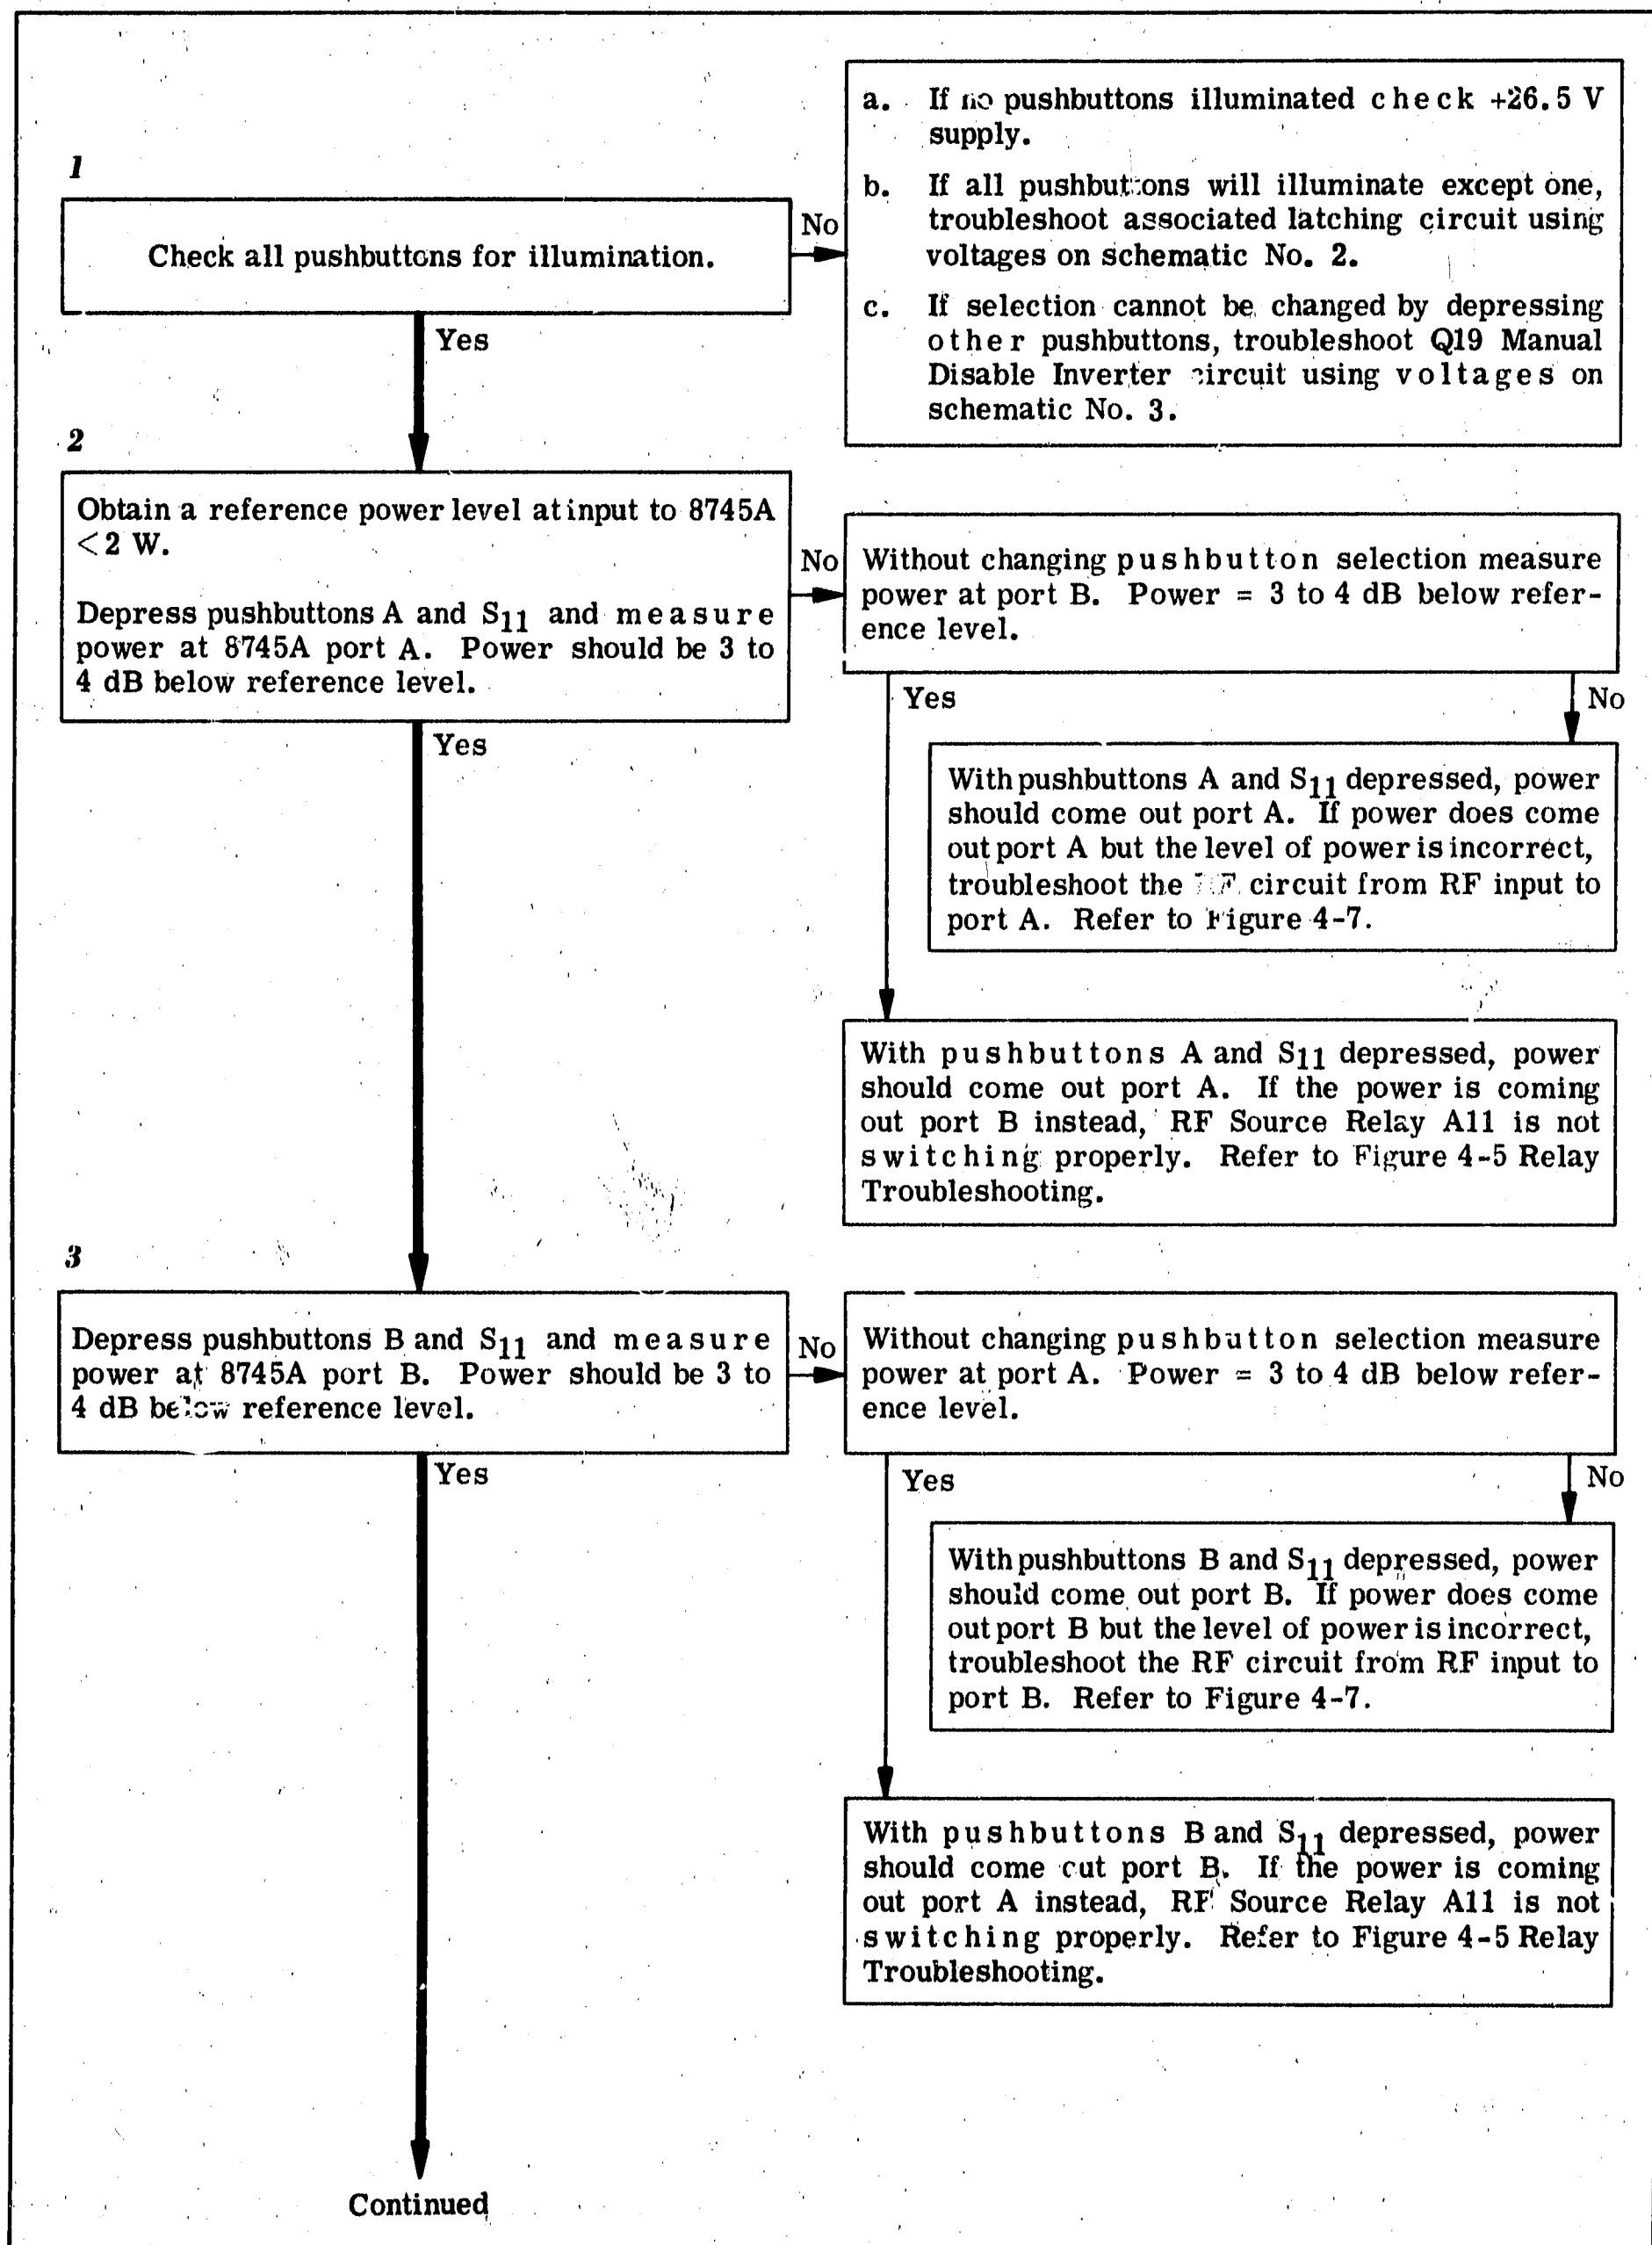 a. If no pushbuttons illuminated check +26.5 V
supply.
b. If all pushbuttons will illuminate except one,
troubleshoot associated latching circuit using
voltages on schematic No. 2.
c. If selection cannot be changed by depressing
other pushbuttons, troubleshoot Q19 Manual
Disable Inverter circuit using voltages on
schematic No. 3.
1
Check all pushbuttons for illumination.
No
Yes
2
Obtain a reference power level at input to 8745A
<2 W.
Depress pushbuttons A and S11 and measure
power at 8745A port A. Power should be 3 to
4 dB below reference level.
No
Without changing pushbutton selection measure
power at port B. Power = 3 to 4 dB below refer-
ence level.
Yes
No
Yes
With pushbuttons A and S11 depressed, power
should come out port A. If power does come
out port A but the level of power is incorrect,
troubleshoot the RF circuit from RF input to
port A. Refer to Figure 4-7.
With pushbuttons A and S11 depressed, power
should come out port A. If the power is coming
out port B instead, RF Source Relay A11 is not
switching properly. Refer to Figure 4-5 Relay
Troubleshooting.
3
Depress pushbuttons B and S11 and measure
power at 8745A port B. Power should be 3 to
4 dB below reference level.
No
Without changing pushbutton selection measure
power at port A. Power = 3 to 4 dB below refer-
ence level.
Yes
Yes
No
With pushbuttons B and S11 depressed, power
should come out port B. If power does come
out port B but the level of power is incorrect,
troubleshoot the RF circuit from RF input to
port B. Refer to Figure 4-7.
With pushbuttons B and S11 depressed, power
should come out port B. If the power is coming
out port A instead, RF Source Relay A11 is not
switching properly. Refer to Figure 4-5 Relay
Troubleshooting.
Continued